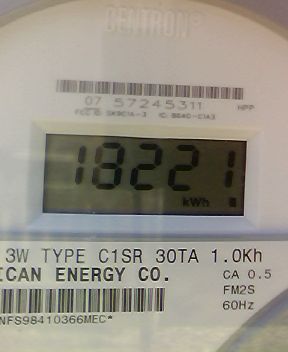 CENTRON®
07 57245311 HPP
18221
kWh
3W TYPE C1SR 30TA 1.0Kh
ICAN ENERGY CO. CA 0.5
FM2S
60Hz
NFS98410366MEC*